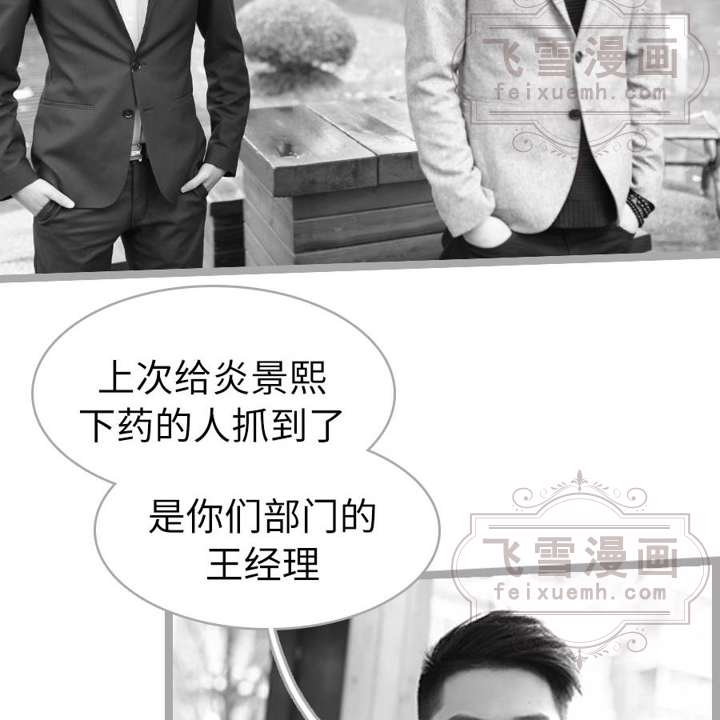 飞雪漫画
feixuemh.com
上次给炎景熙
下药的人抓到了
是你们部门的
王经理
飞雪漫画
feixuemh.com